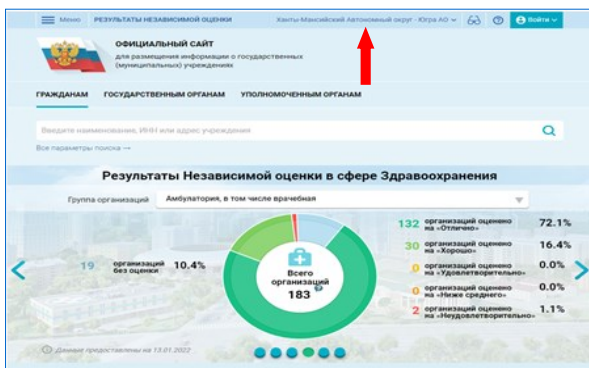 Меню РЕЗУЛЬТАТЫ НЕЗАВИСИМОЙ ОЦЕНКИ Ханты-Мансийский Автономный округ - Югра АО Войти
ОФИЦИАЛЬНЫЙ САЙТ
для размещения информации о государственных
(муниципальных) учреждениях
ГРАЖДАНАМ ГОСУДАРСТВЕННЫМ ОРГАНАМ УПОЛНОМОЧЕННЫМ ОРГАНАМ
Введите наименование, ИНН или адрес учреждения
Все параметры поиска →
Результаты Независимой оценки в сфере Здравоохранения
Группа организаций Амбулатория, в том числе врачебная
19 организаций без оценки 10.4%
Всего
организаций
183
132 организаций оценено на «Отлично» 72.1%
30 организаций оценено на «Хорошо» 16.4%
0 организаций оценено на «Удовлетворительно» 0.0%
0 организаций оценено на «Ниже среднего» 0.0%
2 организаций оценено на «Неудовлетворительно» 1.1%
Данные предоставлены на 13.01.2022